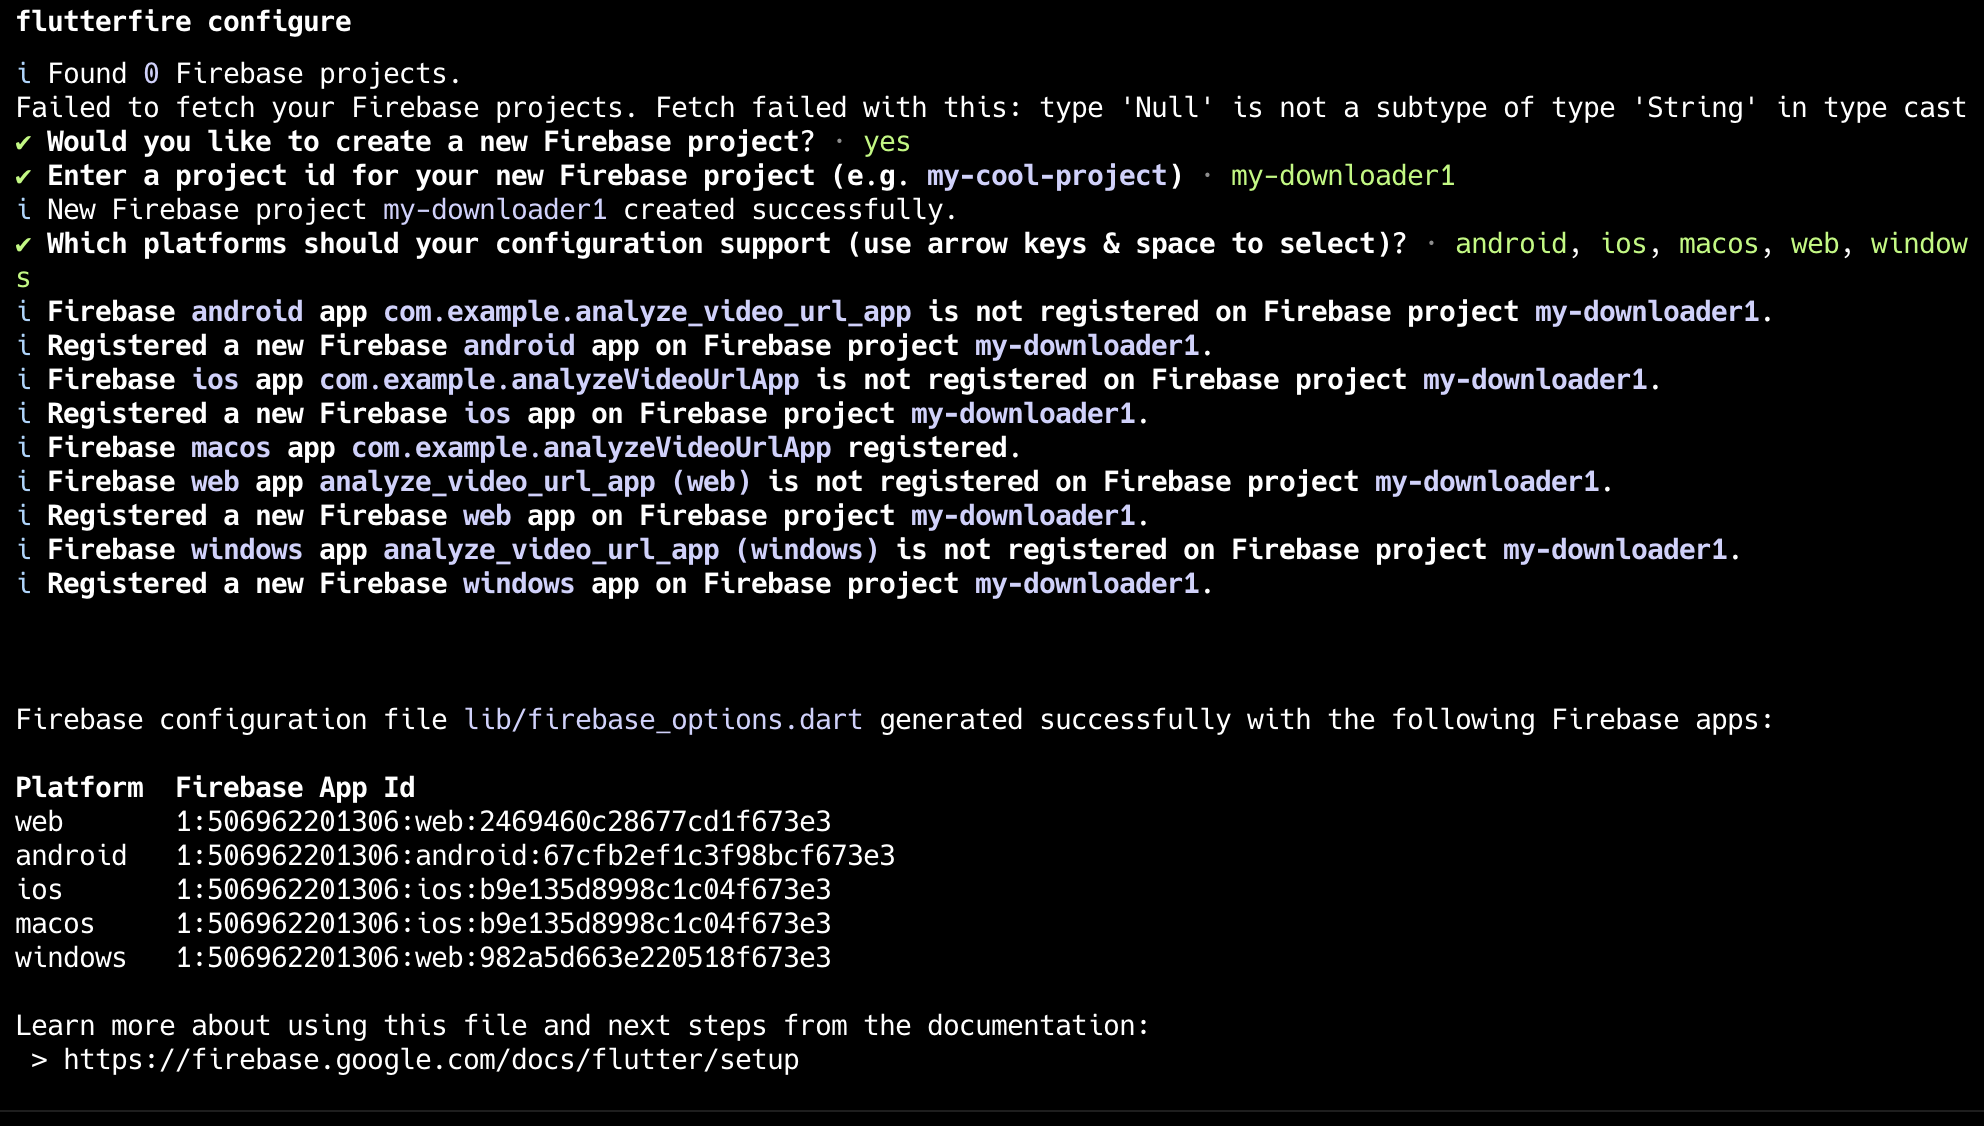 flutterfire configure
i Found 0 Firebase projects.
Failed to fetch your Firebase projects. Fetch failed with this: type 'Null' is not a subtype of type 'String' in type cast
✔ Would you like to create a new Firebase project? · yes
✔ Enter a project id for your new Firebase project (e.g. my-cool-project) · my-downloader1
i New Firebase project my-downloader1 created successfully.
✔ Which platforms should your configuration support (use arrow keys & space to select)? · android, ios, macos, web, window
s
i Firebase android app com.example.analyze_video_url_app is not registered on Firebase project my-downloader1.
i Registered a new Firebase android app on Firebase project my-downloader1.
i Firebase ios app com.example.analyzeVideoUrlApp is not registered on Firebase project my-downloader1.
i Registered a new Firebase ios app on Firebase project my-downloader1.
i Firebase macos app com.example.analyzeVideoUrlApp registered.
i Firebase web app analyze_video_url_app (web) is not registered on Firebase project my-downloader1.
i Registered a new Firebase web app on Firebase project my-downloader1.
i Firebase windows app analyze_video_url_app (windows) is not registered on Firebase project my-downloader1.
i Registered a new Firebase windows app on Firebase project my-downloader1.
Firebase configuration file lib/firebase_options.dart generated successfully with the following Firebase apps:
Platform  Firebase App Id
web       1:506962201306:web:2469460c28677cd1f673e3
android   1:506962201306:android:67cfb2ef1c3f98bcf673e3
ios       1:506962201306:ios:b9e135d8998c1c04f673e3
macos     1:506962201306:ios:b9e135d8998c1c04f673e3
windows   1:506962201306:web:982a5d663e220518f673e3
Learn more about using this file and next steps from the documentation:
 > https://firebase.google.com/docs/flutter/setup